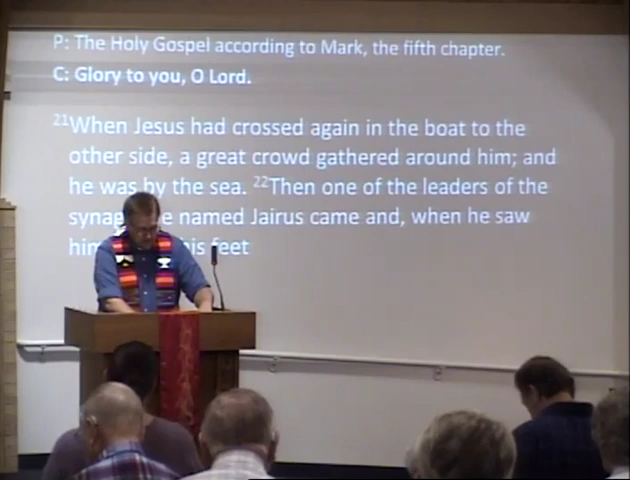 P: The Holy Gospel according to Mark, the fifth chapter.
C: Glory to you, O Lord.
21When Jesus had crossed again in the boat to the
other side, a great crowd gathered around him; and
he was by the sea. 22Then one of the leaders of the
named Jairus came and, when he saw
feet